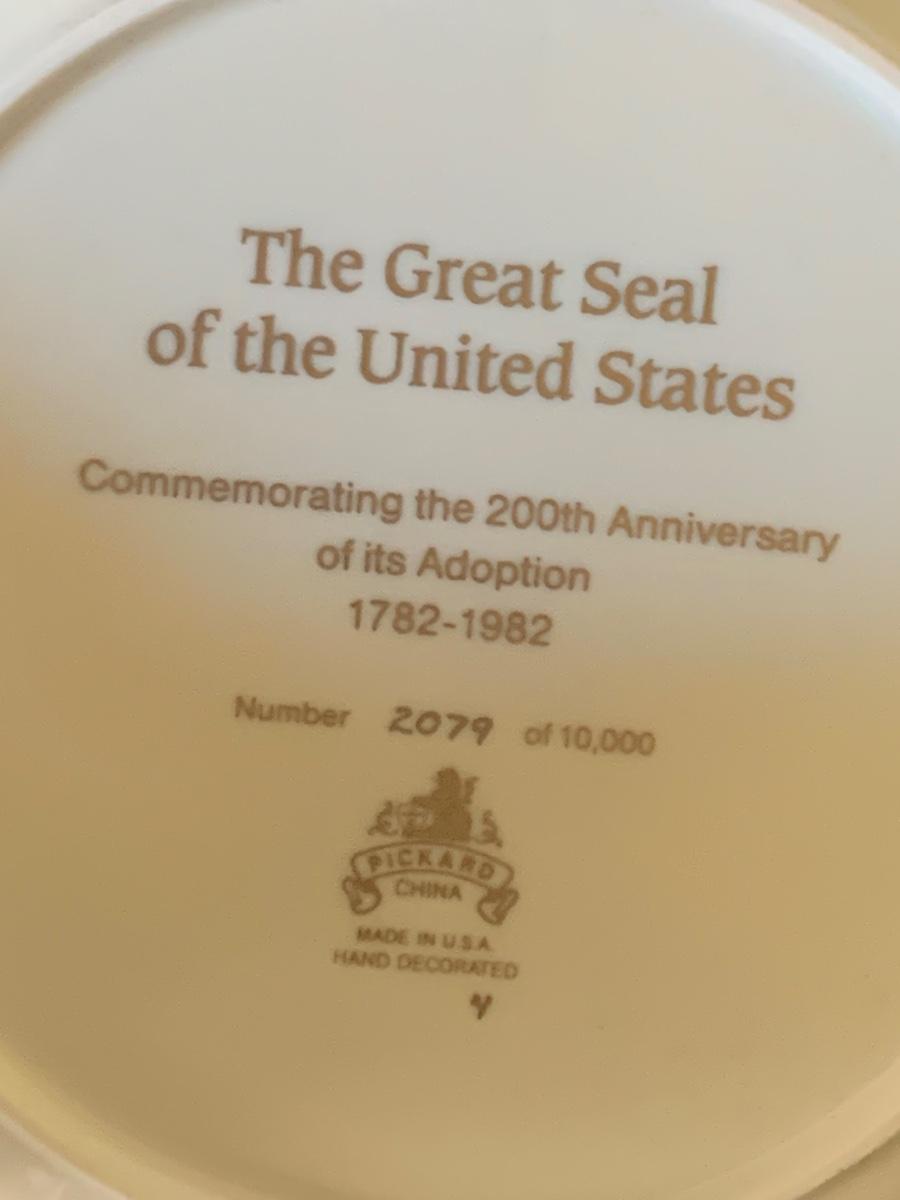 The Great Seal
of the United States
Commemorating the 200th Anniversary
of its Adoption
1782-1982
Number 2079 of 10,000
PICKARD
CHINA
MADE IN U.S.A.
HAND DECORATED